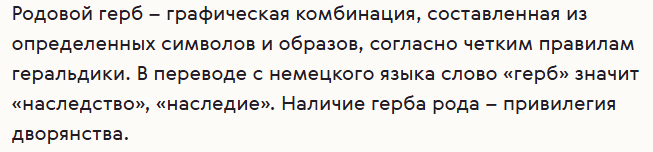 Родовой герб – графическая комбинация, составленная из
определенных символов и образов, согласно четким правилам
геральдики. В переводе с немецкого языка слово «герб» значит
«наследство», «наследие». Наличие герба рода – привилегия
дворянства.